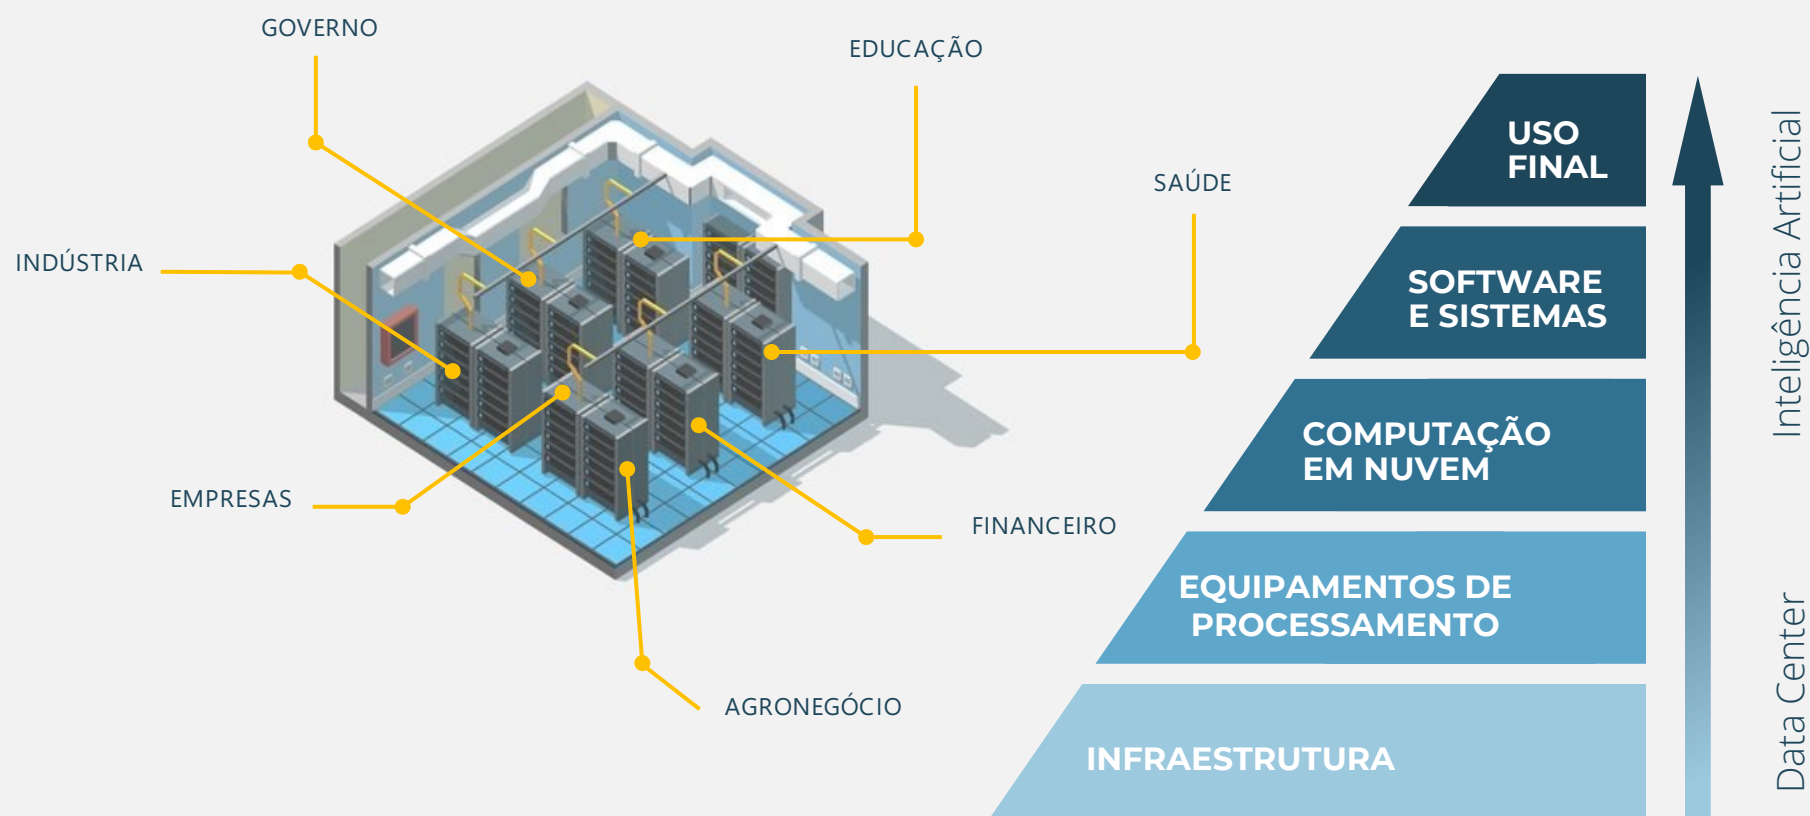 GOVERNO
EDUCAÇÃO
SAÚDE
INDÚSTRIA
EMPRESAS
FINANCEIRO
AGRONEGÓCIO
USO
FINAL
SOFTWARE
E SISTEMAS
COMPUTAÇÃO
EM NUVEM
EQUIPAMENTOS DE
PROCESSAMENTO
INFRAESTRUTURA
Inteligência Artificial
Data Center